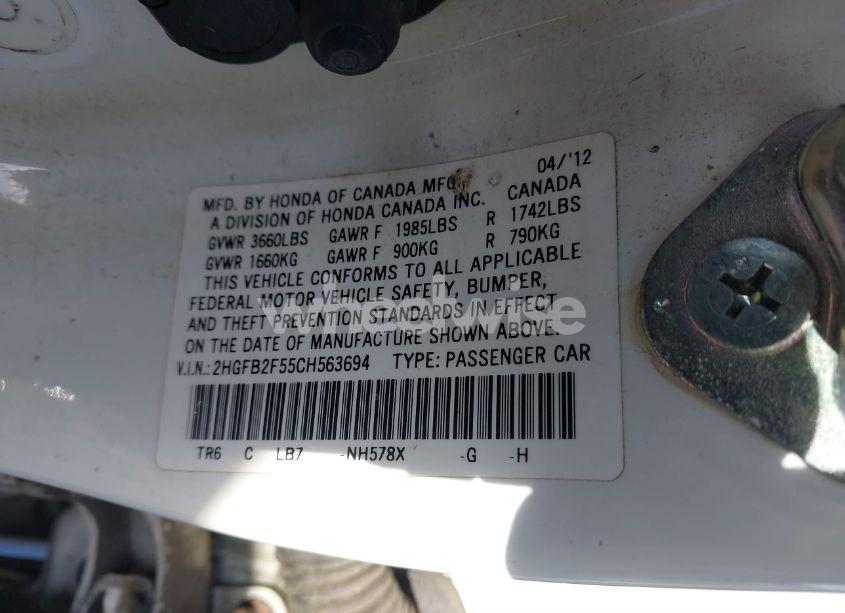 04/'12
MFD. BY HONDA OF CANADA MFG.
A DIVISION OF HONDA CANADA INC. CANADA
GVWR 3660LBS GAWR F 1985LBS R 1742LBS
GVWR 1660KG GAWR F 900KG R 790KG
THIS VEHICLE CONFORMS TO ALL APPLICABLE
FEDERAL MOTOR VEHICLE SAFETY, BUMPER,
AND THEFT PREVENTION STANDARDS IN EFFECT
ON THE DATE OF MANUFACTURE SHOWN ABOVE.
V.I.N.: 2HGFB2F55CH563694 TYPE: PASSENGER CAR
TR6 C LB7 -NH578X -G -H
wheelwise